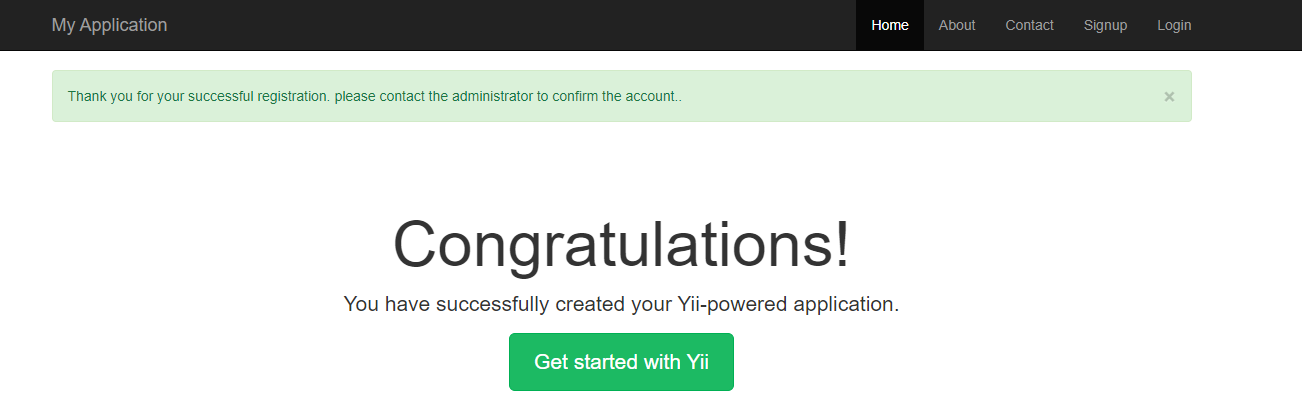 My Application Home About Contact Signup Login
Thank you for your successful registration. please contact the administrator to confirm the account.. ×
Congratulations!
You have successfully created your Yii-powered application.
Get started with Yii